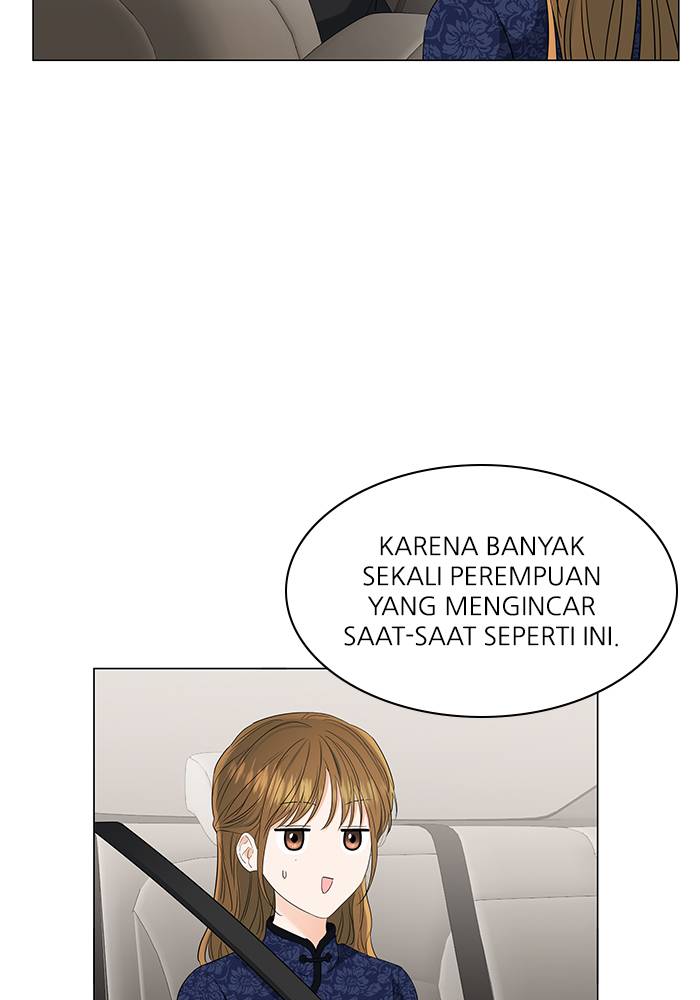 KARENA BANYAK
SEKALI PEREMPUAN
YANG MENGINCAR
SAAT-SAAT SEPERTI INI.